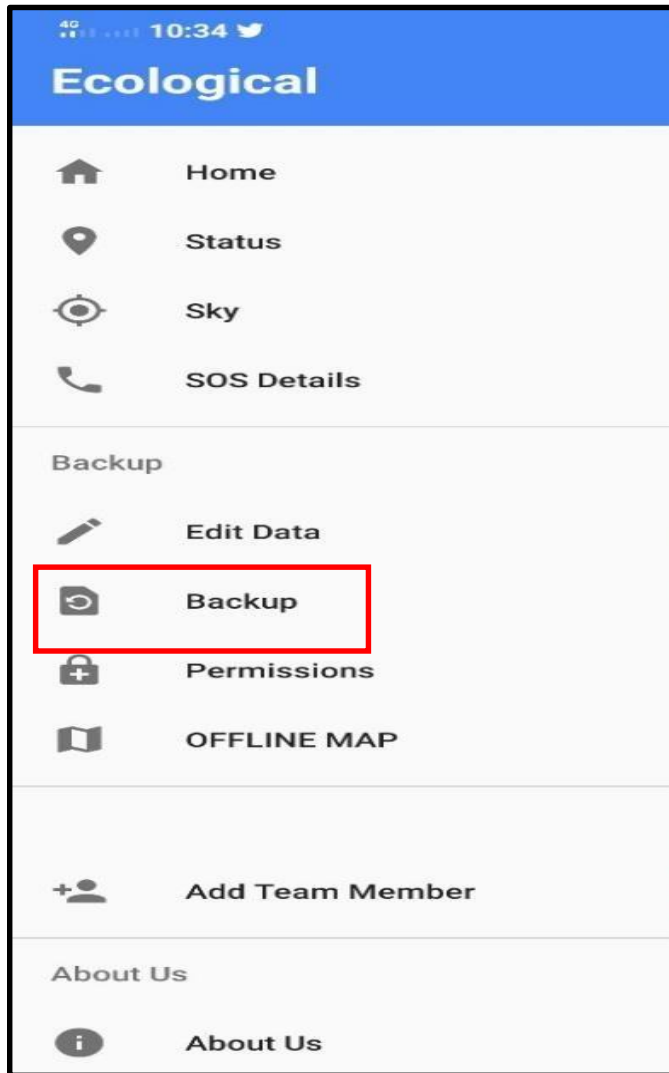 4G 10:34
Ecological
Home
Status
Sky
SOS Details
Backup
Edit Data
Backup
Permissions
OFFLINE MAP
Add Team Member
About Us
About Us